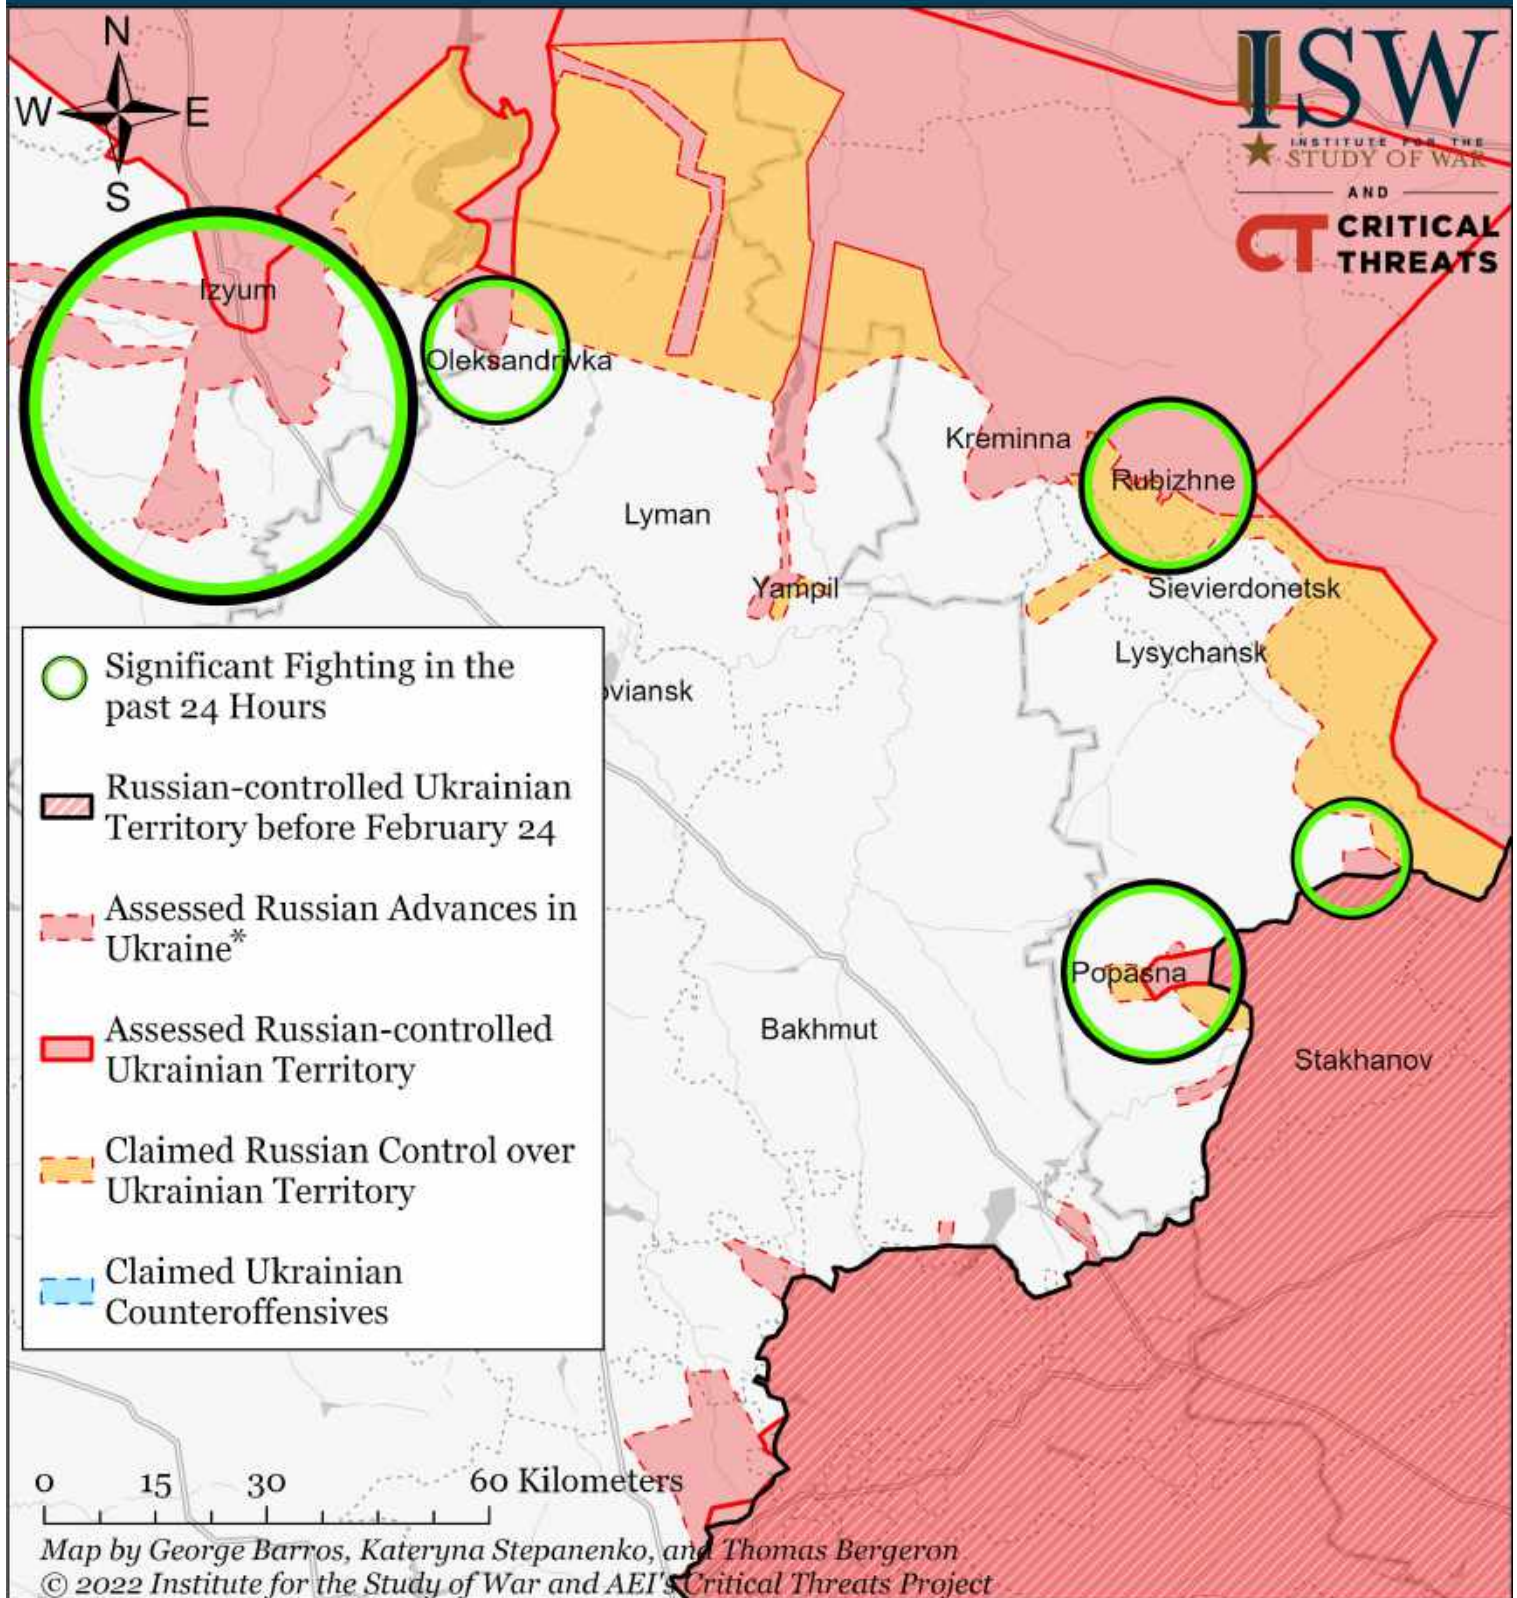 N
W E
S
ISW
INSTITUTE FOR THE
STUDY OF WAR
AND
CT CRITICAL
THREATS
Izyum
Oleksandrivka
Kreminna
Rubizhne
Lyman
Yampil
Sievierdonetsk
Lysychansk
oviansk
Popasna
Bakhmut
Stakhanov
Significant Fighting in the
past 24 Hours
Russian-controlled Ukrainian
Territory before February 24
Assessed Russian Advances in
Ukraine*
Assessed Russian-controlled
Ukrainian Territory
Claimed Russian Control over
Ukrainian Territory
Claimed Ukrainian
Counteroffensives
0 15 30 60 Kilometers
Map by George Barros, Kateryna Stepanenko, and Thomas Bergeron
© 2022 Institute for the Study of War and AEI's Critical Threats Project